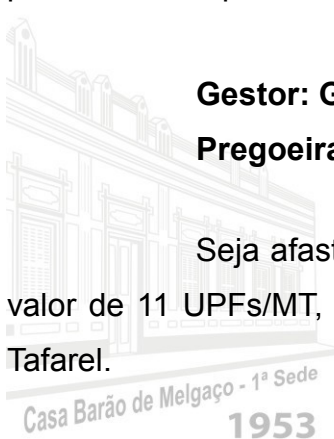 Gestor: G
Pregoeira
Seja afast
valor de 11 UPFs/MT,
Tafarel.
Casa Barão de Melgaço - 1ª Sede
1953